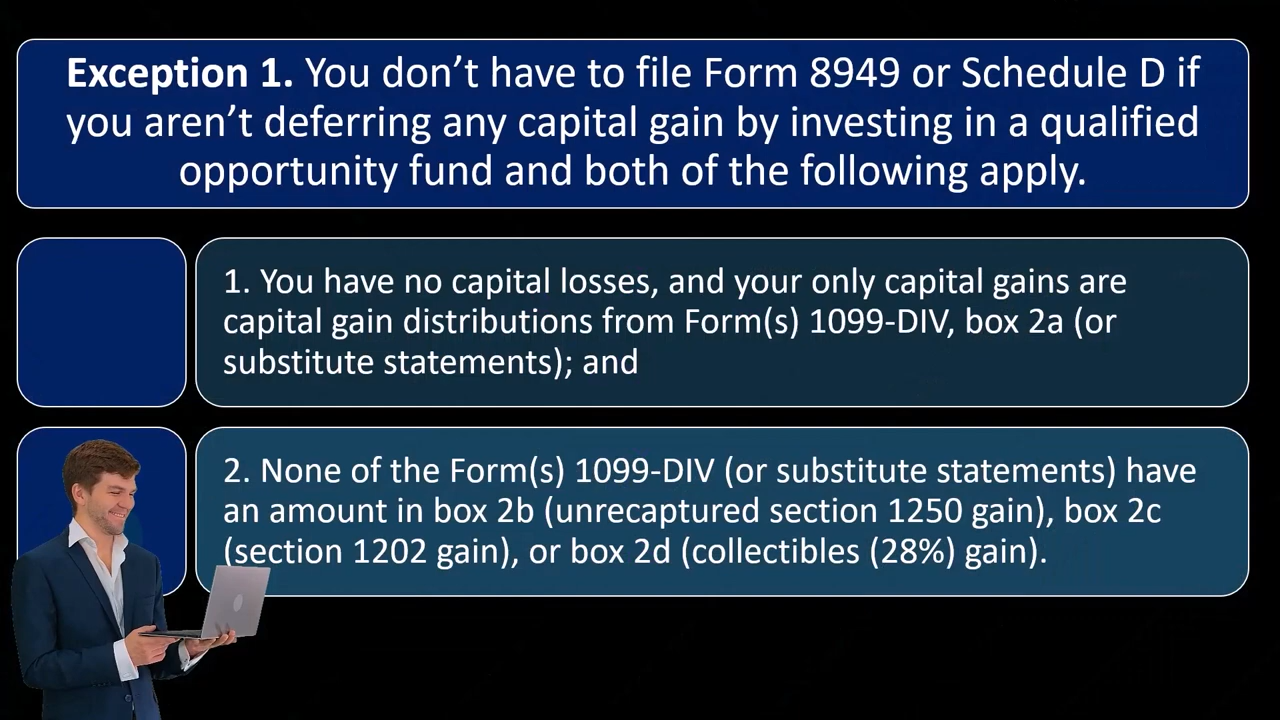 Exception 1. You don’t have to file Form 8949 or Schedule D if
you aren’t deferring any capital gain by investing in a qualified
opportunity fund and both of the following apply.
1. You have no capital losses, and your only capital gains are
capital gain distributions from Form(s) 1099-DIV, box 2a (or
substitute statements); and
2. None of the Form(s) 1099-DIV (or substitute statements) have
an amount in box 2b (unrecaptured section 1250 gain), box 2c
(section 1202 gain), or box 2d (collectibles (28%) gain).